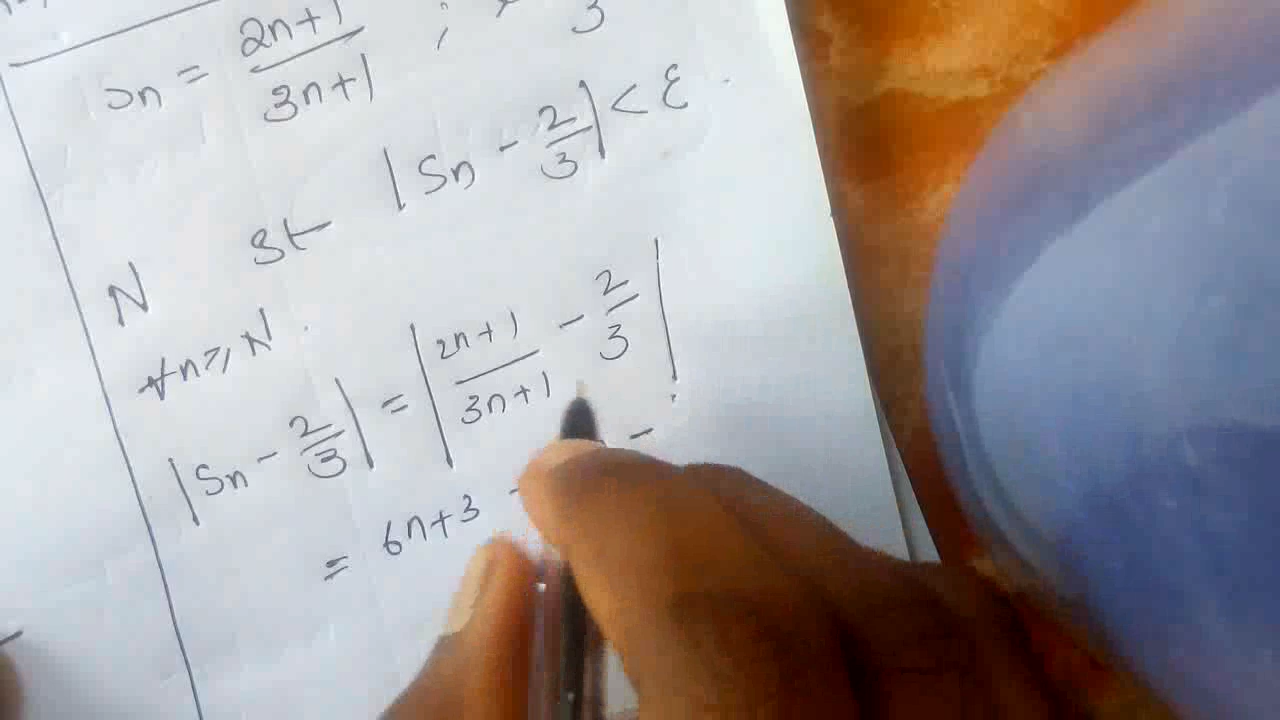 Sn = 2n+1/3n+1 ; 3
|Sn - 2/3| < ε .
N st
∀n≥N .
|Sn - 2/3| = |2n+1/3n+1 - 2/3|
= 6n+3 -